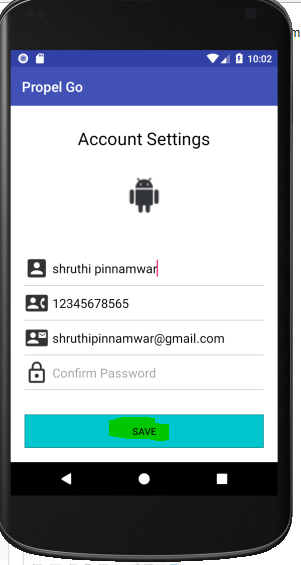 10:02
Propel Go
Account Settings
shruthi pinnamwar
12345678565
shruthipinnamwar@gmail.com
Confirm Password
SAVE
m